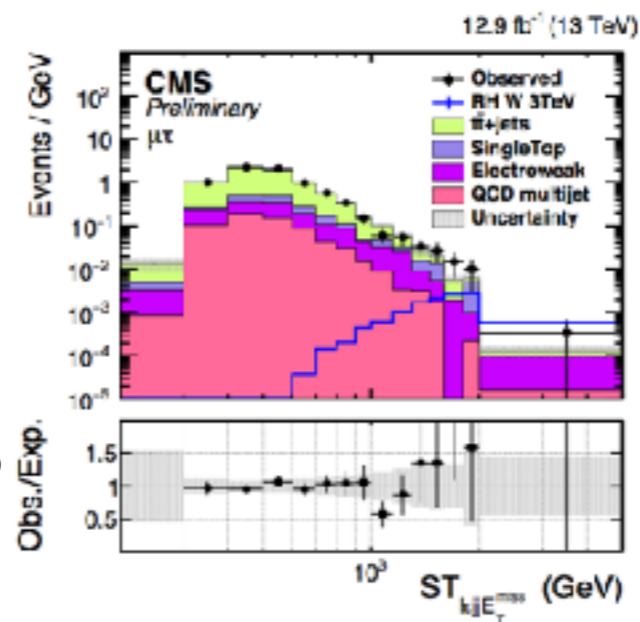 12.9 fb⁻¹ (13 TeV)
CMS
Preliminary
μτ
Observed
RH W 3TeV
tt̄+jets
SingleTop
Electroweak
QCD multijet
Uncertainty
Events / GeV
10²
10
1
10⁻¹
10⁻²
10⁻³
10⁻⁴
10⁻⁵
Obs./Exp.
1.5
1
0.5
10³
(GeV)